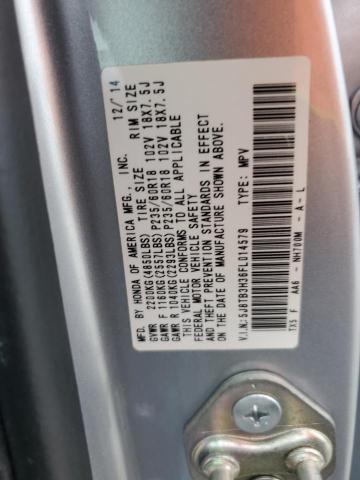 MFD. BY HONDA OF AMERICA MFG., INC. 12/14
TIRE SIZE RIM SIZE
GVWR 2200KG(4850LBS)
GAWR F 1160KG(2557LBS) P235/60R18 102V 18X7.5J
GAWR R 1040KG(2293LBS) P235/60R18 102V 18X7.5J
THIS VEHICLE CONFORMS TO ALL APPLICABLE
FEDERAL MOTOR VEHICLE SAFETY
AND THEFT PREVENTION STANDARDS IN EFFECT
ON THE DATE OF MANUFACTURE SHOWN ABOVE.
V.I.N.: 5J8TB3H36FL014579 TYPE: MPV
TX5 F AA6 NH700M - A - L